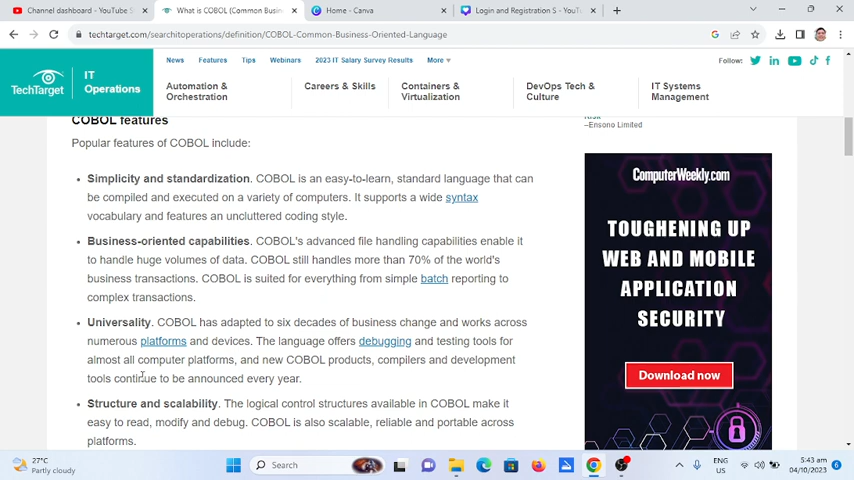 Channel dashboard - YouTube S
What is COBOL (Common Busin
Home - Canva
Login and Registration S - YouTub
techtarget.com/searchitoperations/definition/COBOL-Common-Business-Oriented-Language
TechTarget
IT
Operations
News Features Tips Webinars 2023 IT Salary Survey Results More
Follow:
Automation &
Orchestration
Careers & Skills
Containers &
Virtualization
DevOps Tech &
Culture
IT Systems
Management
COBOL features
Popular features of COBOL include:
• Simplicity and standardization. COBOL is an easy-to-learn, standard language that can
be compiled and executed on a variety of computers. It supports a wide syntax
vocabulary and features an uncluttered coding style.
• Business-oriented capabilities. COBOL's advanced file handling capabilities enable it
to handle huge volumes of data. COBOL still handles more than 70% of the world's
business transactions. COBOL is suited for everything from simple batch reporting to
complex transactions.
• Universality. COBOL has adapted to six decades of business change and works across
numerous platforms and devices. The language offers debugging and testing tools for
almost all computer platforms, and new COBOL products, compilers and development
tools continue to be announced every year.
• Structure and scalability. The logical control structures available in COBOL make it
easy to read, modify and debug. COBOL is also scalable, reliable and portable across
platforms.
–Ensono Limited
ComputerWeekly.com
TOUGHENING UP
WEB AND MOBILE
APPLICATION
SECURITY
Download now
27°C
Partly cloudy
Search
ENG
US
5:43 am
04/10/2023
6